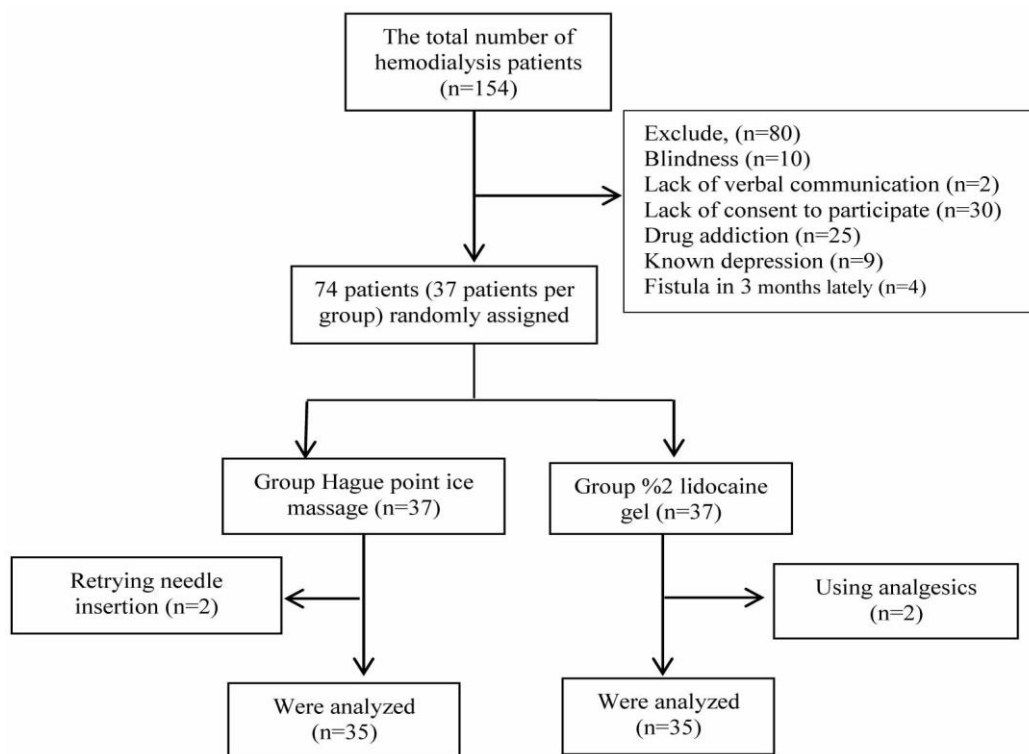 The total number of
hemodialysis patients
(n=154)
Exclude, (n=80)
Blindness (n=10)
Lack of verbal communication (n=2)
Lack of consent to participate (n=30)
Drug addiction (n=25)
Known depression (n=9)
Fistula in 3 months lately (n=4)
74 patients (37 patients per
group) randomly assigned
Group Hague point ice
massage (n=37)
Group %2 lidocaine
gel (n=37)
Retrying needle
insertion (n=2)
Using analgesics
(n=2)
Were analyzed
(n=35)
Were analyzed
(n=35)